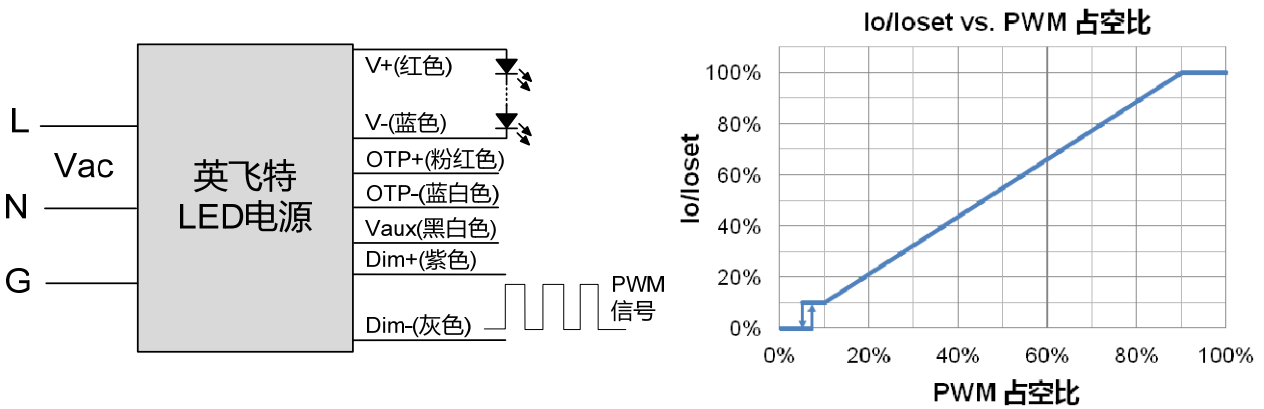 L
Vac
N
G
英飞特
LED电源
V+(红色)
V-(蓝色)
OTP+(粉红色)
OTP-(蓝白色)
Vaux(黑白色)
Dim+(紫色)
Dim-(灰色)
PWM
信号
Io/Ioset vs. PWM 占空比
Io/Ioset
100%
80%
60%
40%
20%
0%
0% 20% 40% 60% 80% 100%
PWM 占空比